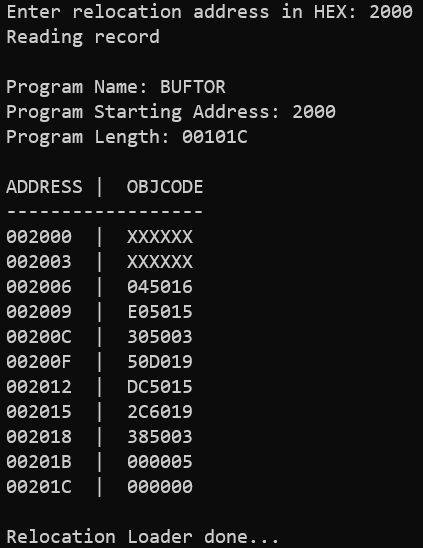 Enter relocation address in HEX: 2000
Reading record
Program Name: BUFTOR
Program Starting Address: 2000
Program Length: 00101C
ADDRESS | OBJCODE
------------------
002000 | XXXXXX
002003 | XXXXXX
002006 | 045016
002009 | E05015
00200C | 305003
00200F | 50D019
002012 | DC5015
002015 | 2C6019
002018 | 385003
00201B | 000005
00201C | 000000
Relocation Loader done...